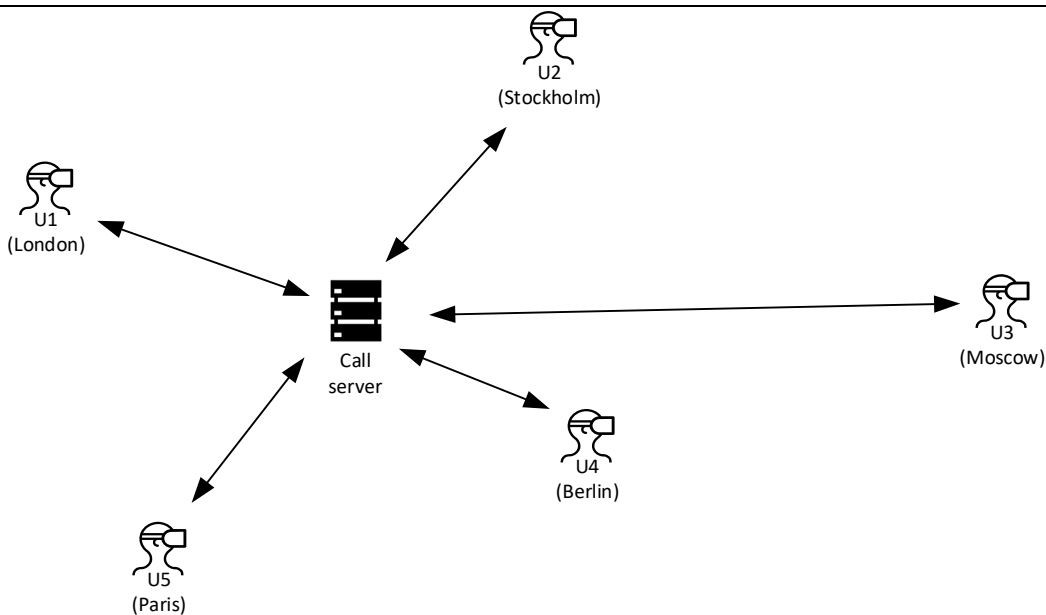 U2
(Stockholm)
U1
(London)
U3
(Moscow)
Call
server
U4
(Berlin)
U5
(Paris)